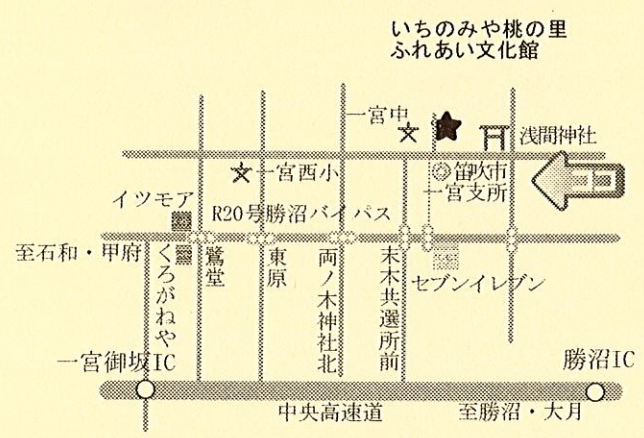 いちのみや桃の里
ふれあい文化館
一宮中
浅間神社
一宮西小
笛吹市
一宮支所
イツモア
R20号勝沼バイパス
至石和・甲府
くろがねや
鷺堂
東原
両ノ木神社北
末木共選所前
セブンイレブン
一宮御坂IC
勝沼IC
中央高速道
至勝沼・大月